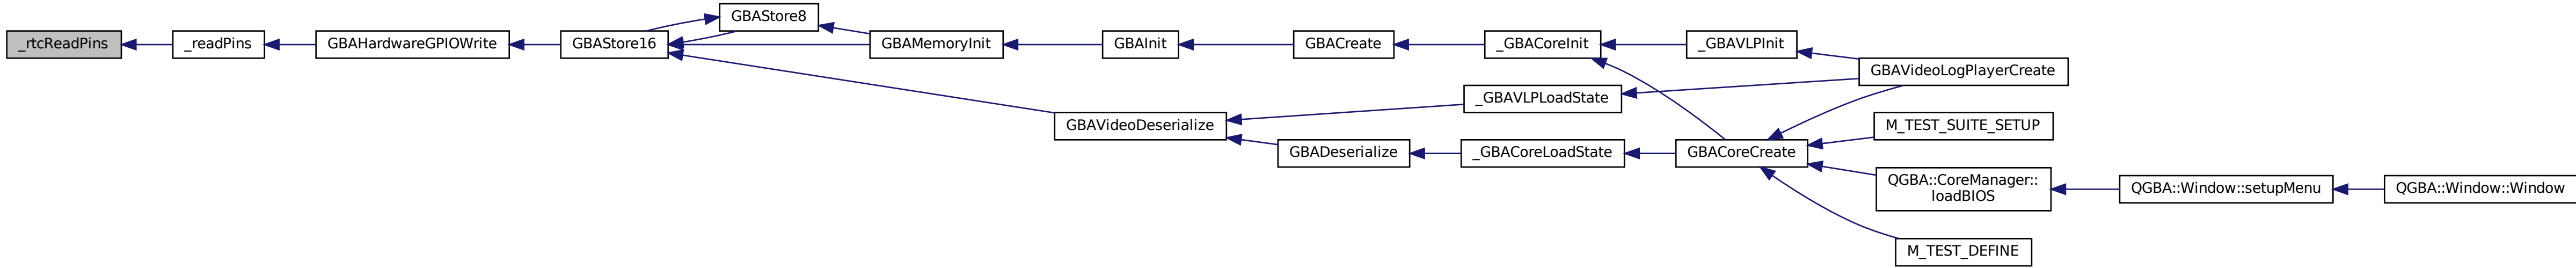 _rtcReadPins
_readPins
GBAHardwareGPIOWrite
GBAStore16
GBAStore8
GBAMemoryInit
GBAInit
GBACreate
_GBACoreInit
_GBAVLPInit
GBAVideoLogPlayerCreate
GBAVideoDeserialize
_GBAVLPLoadState
GBADeserialize
_GBACoreLoadState
GBACoreCreate
M_TEST_SUITE_SETUP
QGBA::CoreManager::
loadBIOS
QGBA::Window::setupMenu
QGBA::Window::Window
M_TEST_DEFINE